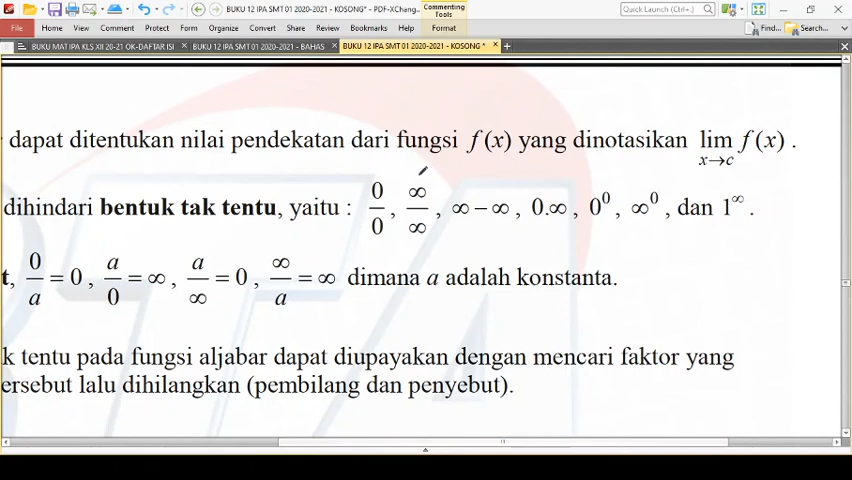 BUKU 12 IPA SMT 01 2020-2021 - KOSONG* - PDF-XChang
Commenting Tools
Quick Launch (Ctrl+.)
File Home View Comment Protect Form Organize Convert Share Review Bookmarks Help Format Find... Search...
BUKU MAT IPA KLS XII 20-21 OK-DAFTAR ISI × BUKU 12 IPA SMT 01 2020-2021 - BAHAS × BUKU 12 IPA SMT 01 2020-2021 - KOSONG * × +
dapat ditentukan nilai pendekatan dari fungsi f(x) yang dinotasikan lim x→c f(x) .
dihindari bentuk tak tentu, yaitu : 0/0 , ∞/∞ , ∞−∞ , 0.∞ , 0⁰ , ∞⁰ , dan 1^∞ .
t, 0/a = 0 , a/0 = ∞ , a/∞ = 0 , ∞/a = ∞ dimana a adalah konstanta.
k tentu pada fungsi aljabar dapat diupayakan dengan mencari faktor yang
ersebut lalu dihilangkan (pembilang dan penyebut).